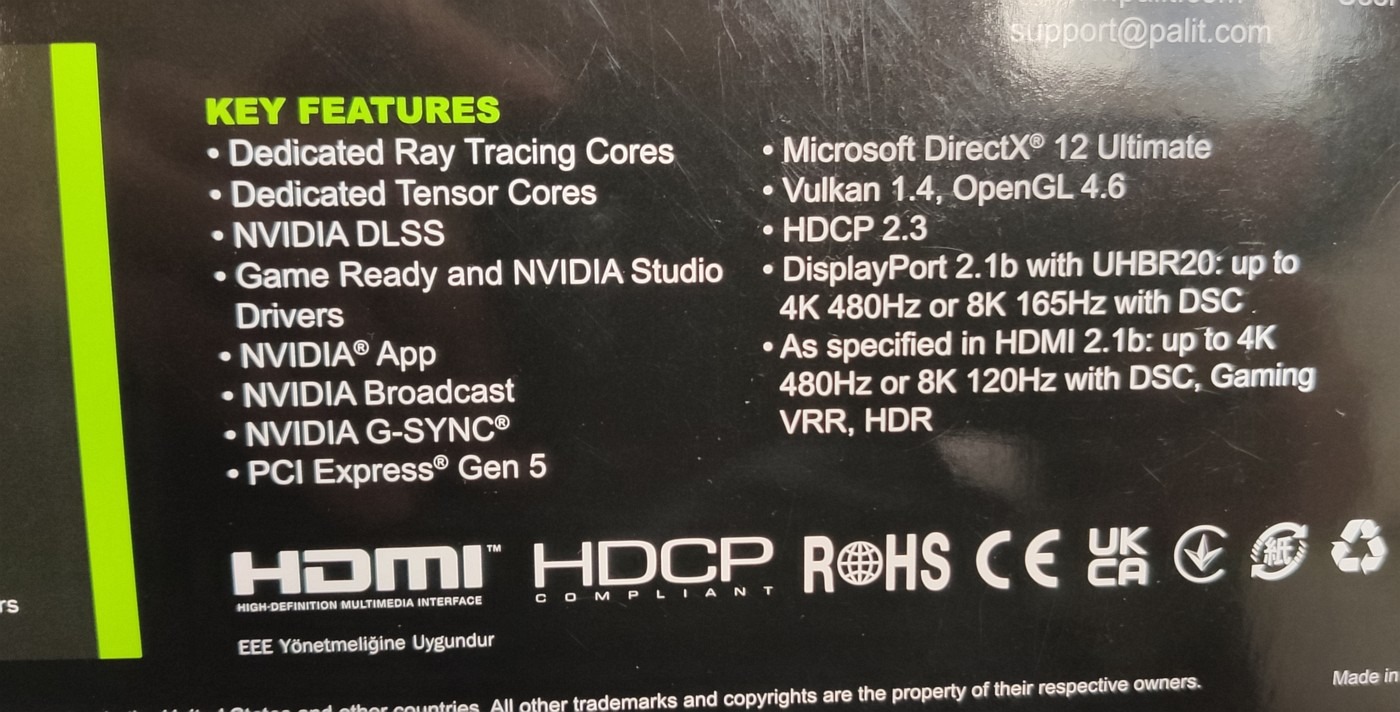 support@palit.com
KEY FEATURES
• Dedicated Ray Tracing Cores
• Dedicated Tensor Cores
• NVIDIA DLSS
• Game Ready and NVIDIA Studio
Drivers
• NVIDIA® App
• NVIDIA Broadcast
• NVIDIA G-SYNC®
• PCI Express® Gen 5
• Microsoft DirectX® 12 Ultimate
• Vulkan 1.4, OpenGL 4.6
• HDCP 2.3
• DisplayPort 2.1b with UHBR20: up to
4K 480Hz or 8K 165Hz with DSC
• As specified in HDMI 2.1b: up to 4K
480Hz or 8K 120Hz with DSC, Gaming
VRR, HDR
HDMI™
HIGH-DEFINITION MULTIMEDIA INTERFACE
HDCP
COMPLIANT
RoHS
CE
UK
CA
紙
rs
EEE Yönetmeliğine Uygundur
Made in
and other countries. All other trademarks and copyrights are the property of their respective owners.